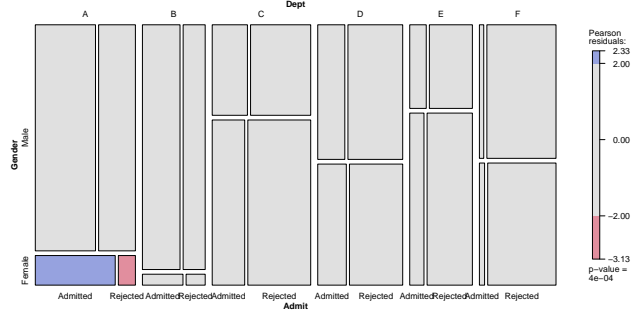 Dept
A B C D E F
Pearson
residuals:
2.33
2.00
0.00
−2.00
−3.13
p−value =
4e−04
Gender
Male
Female
Admitted Rejected Admitted Rejected Admitted Rejected Admitted Rejected Admitted Rejected Admitted Rejected
Admit